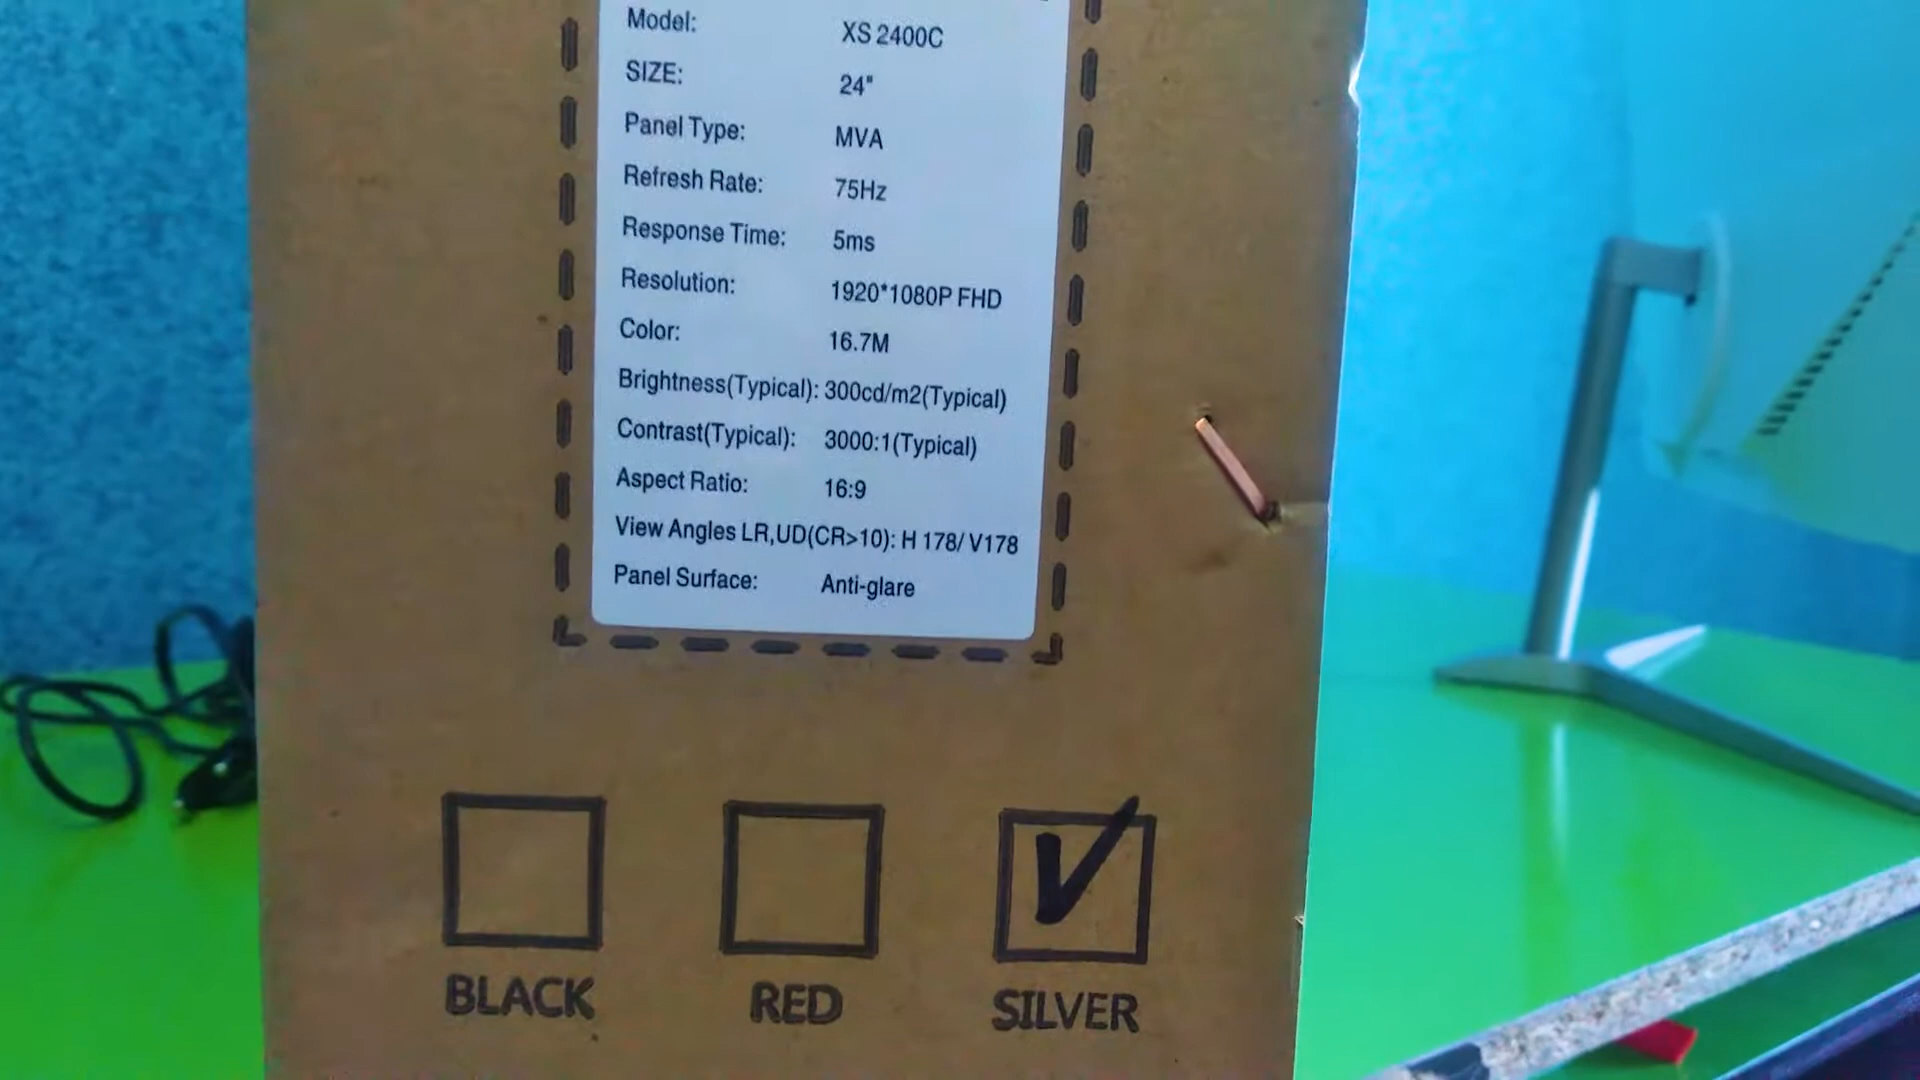 Model: XS 2400C
SIZE: 24"
Panel Type: MVA
Refresh Rate: 75Hz
Response Time: 5ms
Resolution: 1920*1080P FHD
Color: 16.7M
Brightness(Typical): 300cd/m2(Typical)
Contrast(Typical): 3000:1(Typical)
Aspect Ratio: 16:9
View Angles LR,UD(CR>10): H 178/ V178
Panel Surface: Anti-glare
BLACK RED SILVER